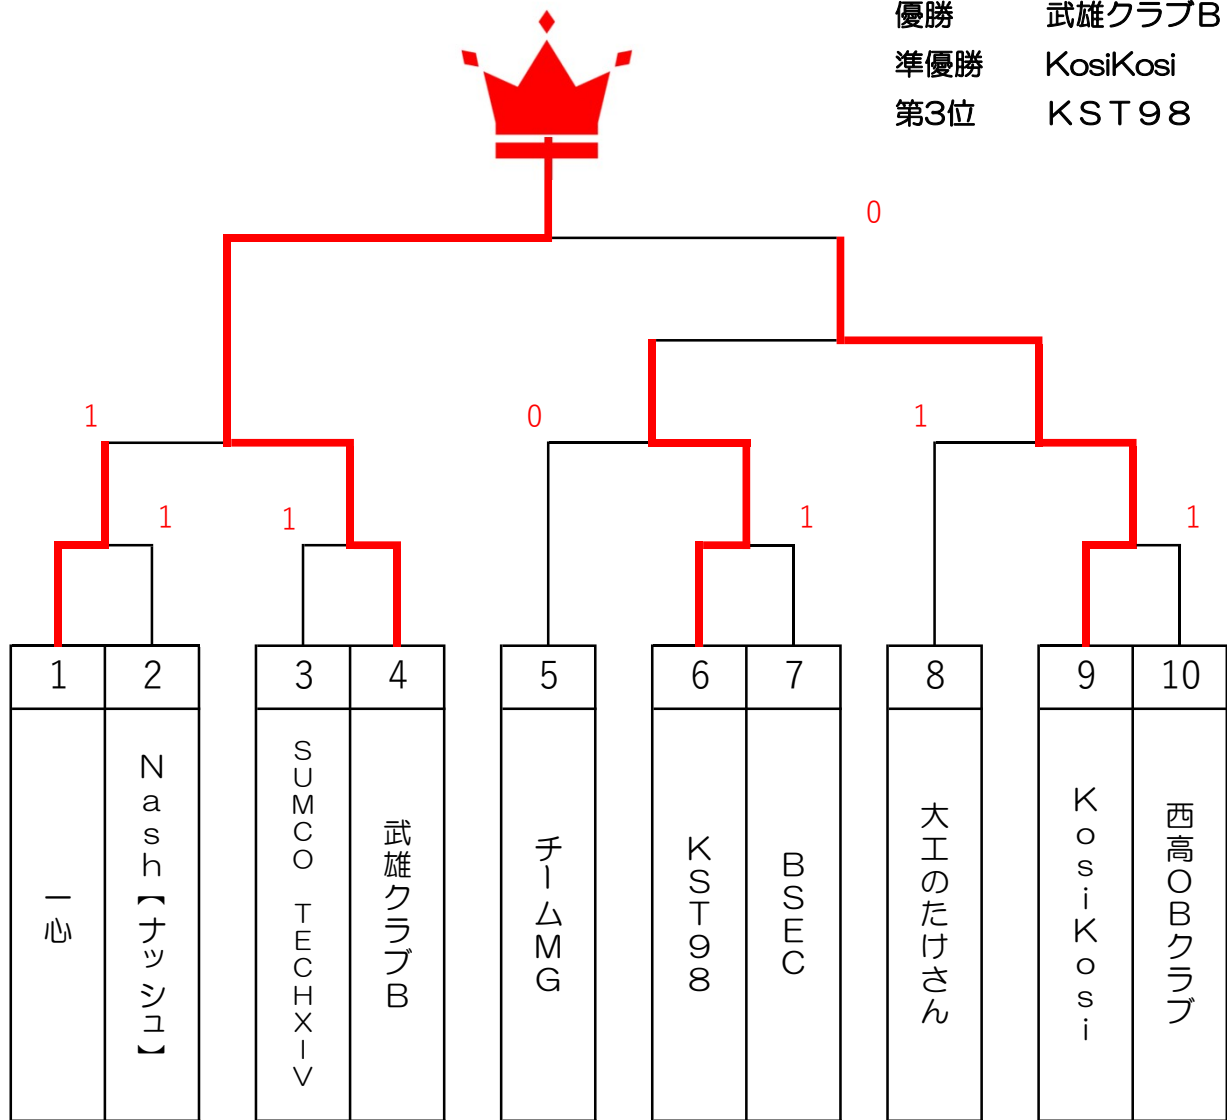 優勝 武雄クラブB
準優勝 KosiKosi
第3位 KST98
0
1
0
1
1
1
1
1
1
2
3
4
5
6
7
8
9
10
一心
Nash【ナッシュ】
SUMCO TECHXIV
武雄クラブB
チームMG
KST98
BSEC
大工のたけさん
KosiKosi
西高OBクラブ